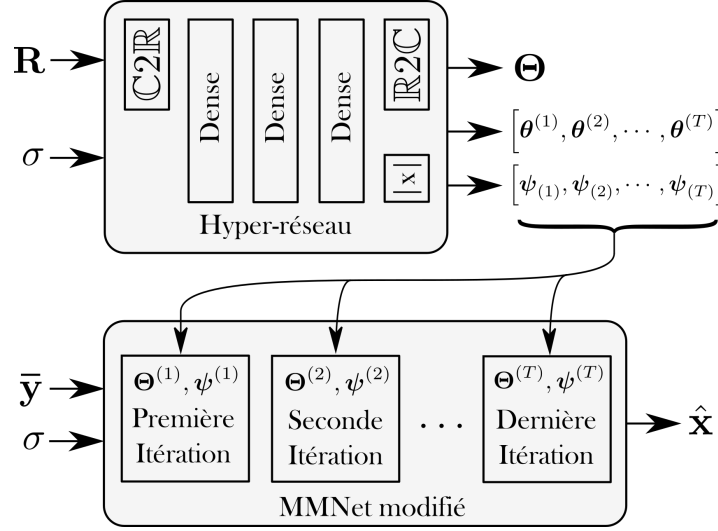 R
σ
ℂ2ℝ
Dense
Dense
Dense
ℝ2ℂ
|x|
Hyper-réseau
Θ
[θ^(1), θ^(2), ⋯, θ^(T)]
[ψ_(1), ψ_(2), ⋯, ψ_(T)]
ȳ
σ
Θ^(1), ψ^(1)
Première
Itération
Θ^(2), ψ^(2)
Seconde
Itération
...
Θ^(T), ψ^(T)
Dernière
Itération
x̂
MMNet modifié